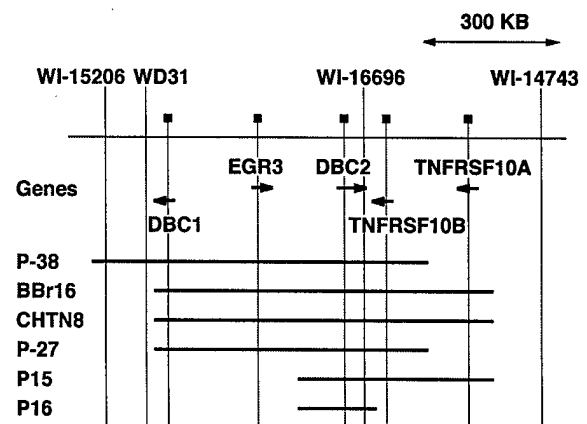 300 KB
WI-15206 WD31 WI-16696 WI-14743
EGR3 DBC2 TNFRSF10A
Genes
DBC1 TNFRSF10B
P-38
BBr16
CHTN8
P-27
P15
P16